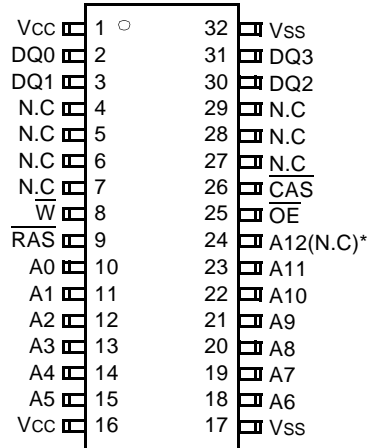 VCC 1 32 VSS
DQ0 2 31 DQ3
DQ1 3 30 DQ2
N.C 4 29 N.C
N.C 5 28 N.C
N.C 6 27 N.C
N.C 7 26 CAS
W 8 25 OE
RAS 9 24 A12(N.C)*
A0 10 23 A11
A1 11 22 A10
A2 12 21 A9
A3 13 20 A8
A4 14 19 A7
A5 15 18 A6
VCC 16 17 VSS